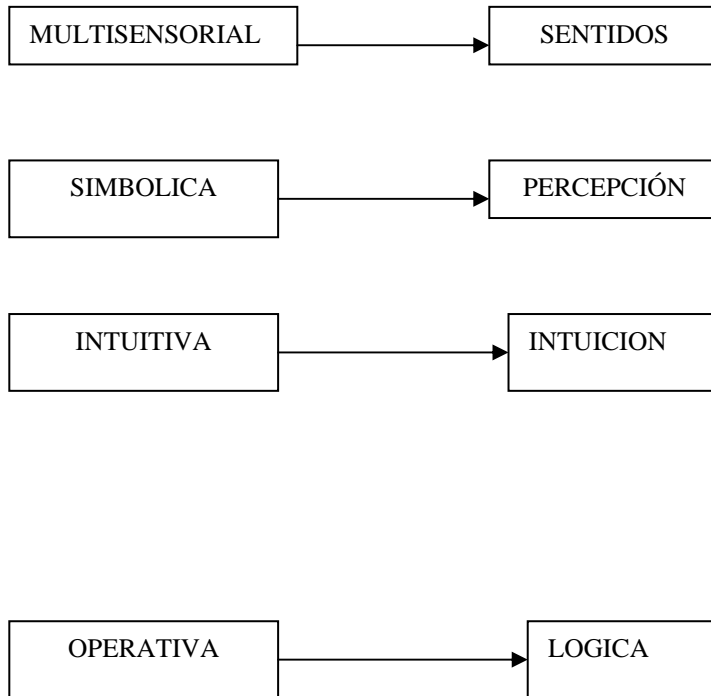 MULTISENSORIAL SENTIDOS
SIMBOLICA PERCEPCIÓN
INTUITIVA INTUICION
OPERATIVA LOGICA